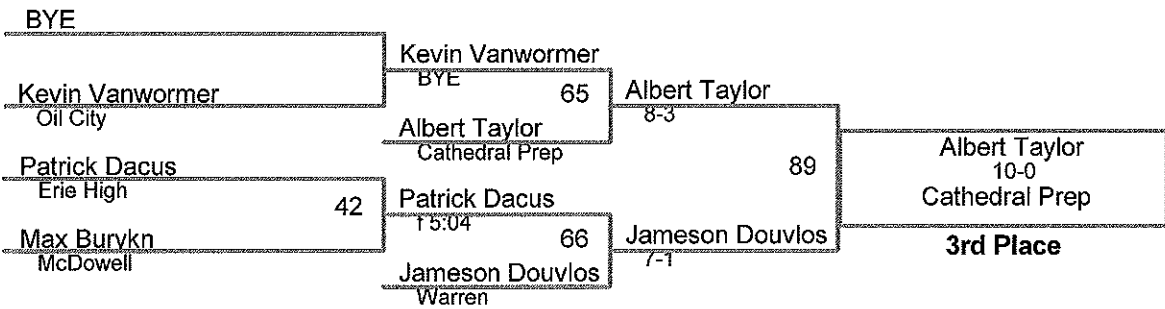 BYE
Kevin Vanwormer
BYE
Kevin Vanwormer
Oil City
65
Albert Taylor
8-3
Albert Taylor
Cathedral Prep
Patrick Dacus
Erie High
89
Albert Taylor
10-0
Cathedral Prep
42
Patrick Dacus
f 5:04
Max Burvkn
McDowell
66
Jameson Douvlos
7-1
3rd Place
Jameson Douvlos
Warren